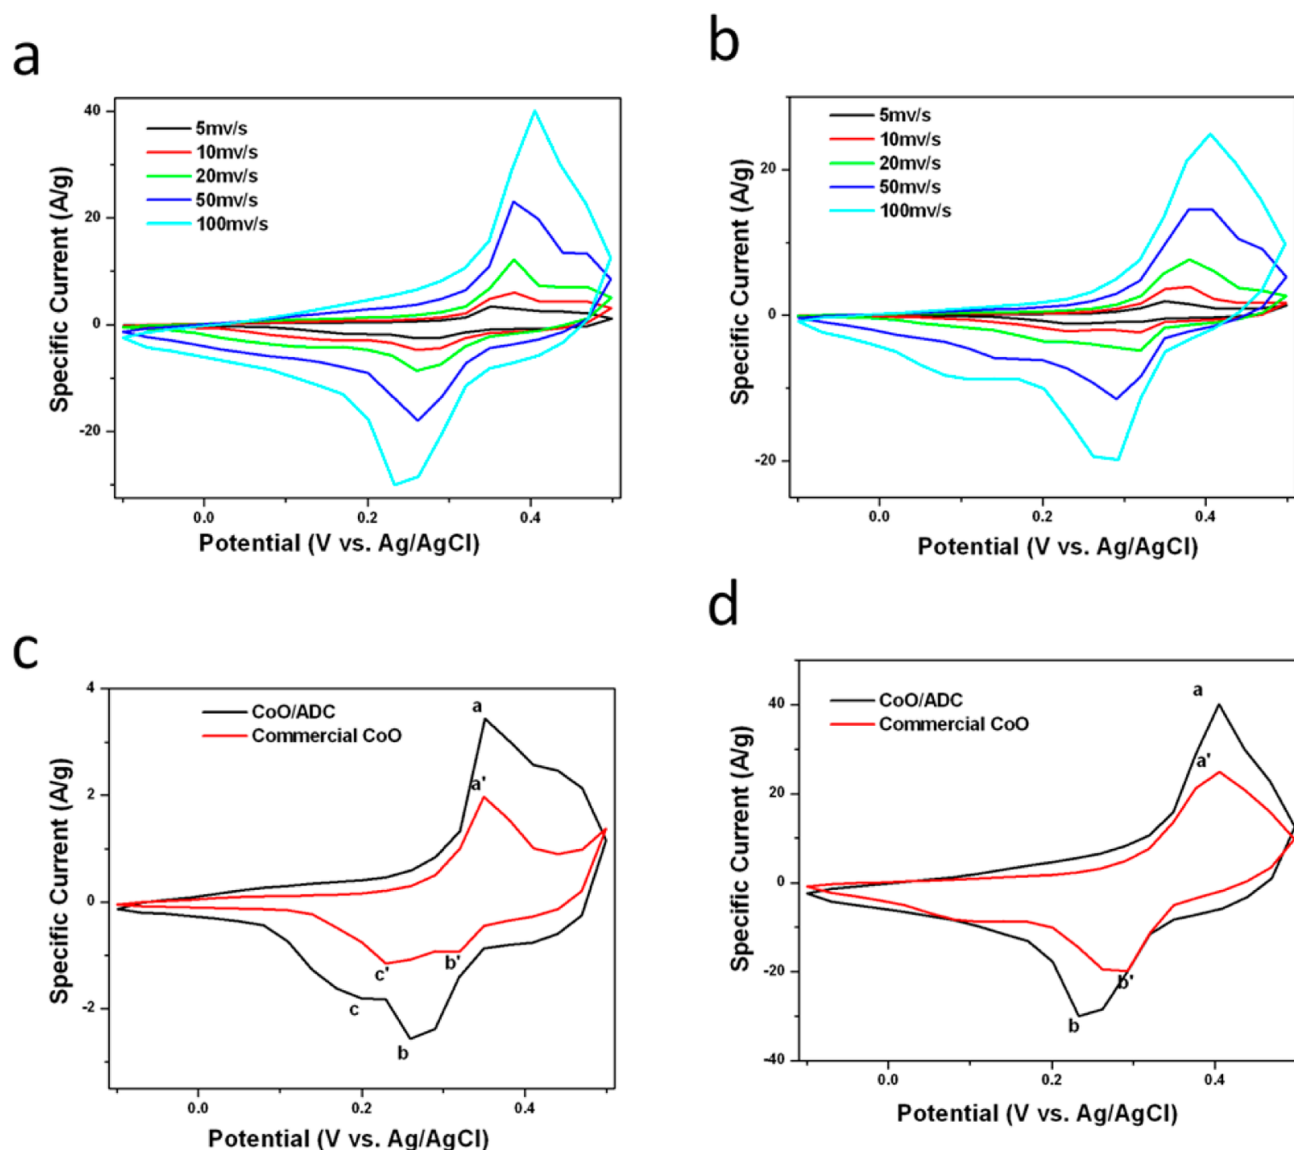 a
40
20
0
-20
5mv/s
10mv/s
20mv/s
50mv/s
100mv/s
Specific Current (A/g)
0.0
0.2
0.4
Potential (V vs. Ag/AgCl)
b
20
0
-20
5mv/s
10mv/s
20mv/s
50mv/s
100mv/s
Specific Current (A/g)
0.0
0.2
0.4
Potential (V vs. Ag/AgCl)
c
4
2
0
-2
CoO/ADC
Commercial CoO
a
a'
c'
b'
c
b
Specific Current (A/g)
0.0
0.2
0.4
Potential (V vs. Ag/AgCl)
d
40
20
0
-20
-40
CoO/ADC
Commercial CoO
a
a'
b'
b
Specific Current (A/g)
0.0
0.2
0.4
Potential (V vs. Ag/AgCl)